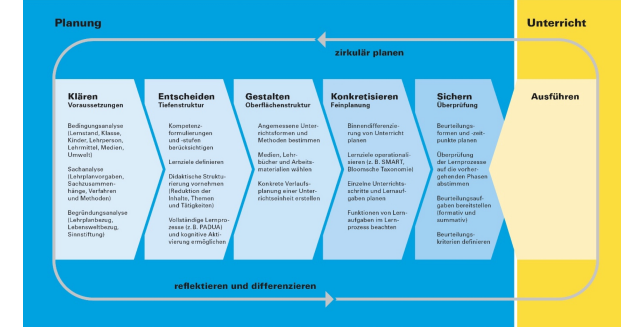 Planung
Unterricht
zirkulär planen
Klären
Voraussetzungen
Bedingungsanalyse
(Lernstand, Klasse,
Kinder, Lehrperson,
Lehrmittel, Medien,
Umwelt)
Sachanalyse
(Lehrplanvorgaben,
Sachzusammen-
hänge, Verfahren
und Methoden)
Begründungsanalyse
(Lehrplanbezug,
Lebensweltbezug,
Sinnstiftung)
Entscheiden
Tiefenstruktur
Kompetenz-
formulierungen
und -stufen
berücksichtigen
Lernziele definieren
Didaktische Struktu-
rierung vornehmen
(Reduktion der
Inhalte, Themen
und Tätigkeiten)
Vollständige Lernpro-
zesse (z. B. PADUA)
und kognitive Akti-
vierung ermöglichen
Gestalten
Oberflächenstruktur
Angemessene Unter-
richtsformen und
Methoden bestimmen
Medien, Lehr-
bücher und Arbeits-
materialien wählen
Konkrete Verlaufs-
planung einer Unter-
richtseinheit erstellen
Konkretisieren
Feinplanung
Binnendifferenzie-
rung von Unterricht
planen
Lernziele operationali-
sieren (z. B. SMART,
Bloomsche Taxonomie)
Einzelne Unterrichts-
schritte und Lernauf-
gaben planen
Funktionen von Lern-
aufgaben im Lern-
prozess beachten
Sichern
Überprüfung
Beurteilungs-
formen und -zeit-
punkte planen
Überprüfung
der Lernprozesse
auf die vorher-
gehenden Phasen
abstimmen
Beurteilungsauf-
gaben bereitstellen
(formativ und
summativ)
Beurteilungs-
kriterien definieren
Ausführen
reflektieren und differenzieren